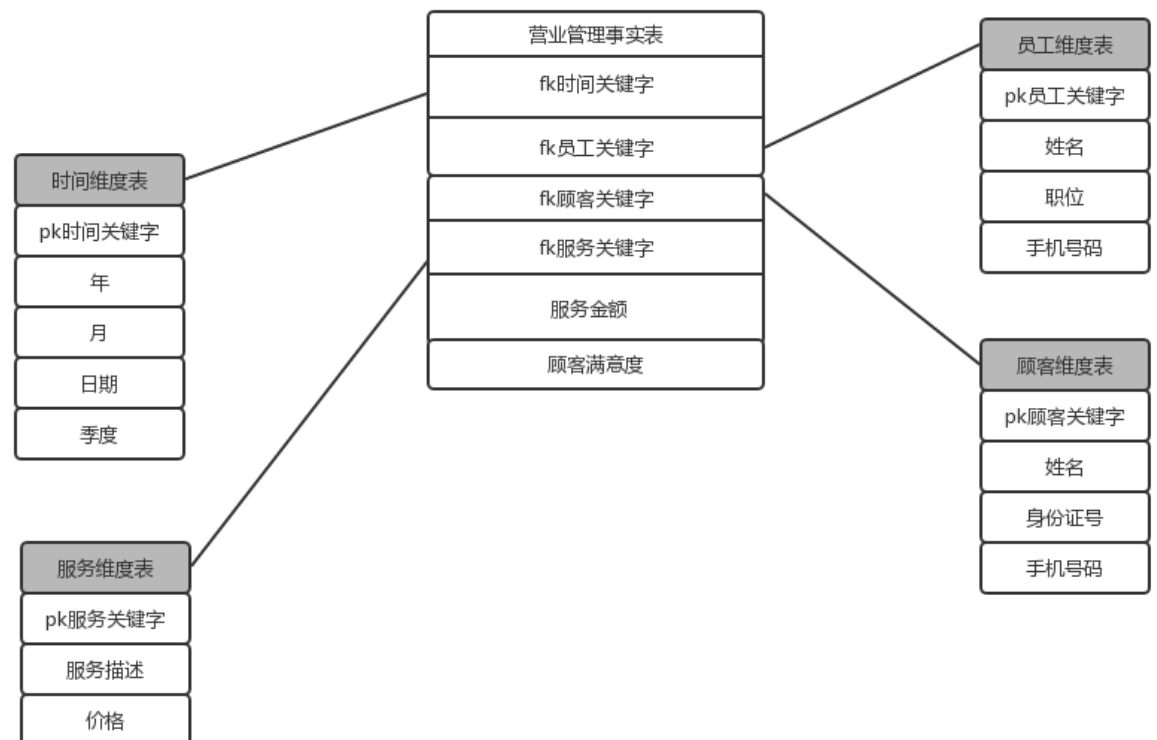 营业管理事实表
fk时间关键字
fk员工关键字
fk顾客关键字
fk服务关键字
服务金额
顾客满意度
员工维度表
pk员工关键字
姓名
职位
手机号码
时间维度表
pk时间关键字
年
月
日期
季度
顾客维度表
pk顾客关键字
姓名
身份证号
手机号码
服务维度表
pk服务关键字
服务描述
价格